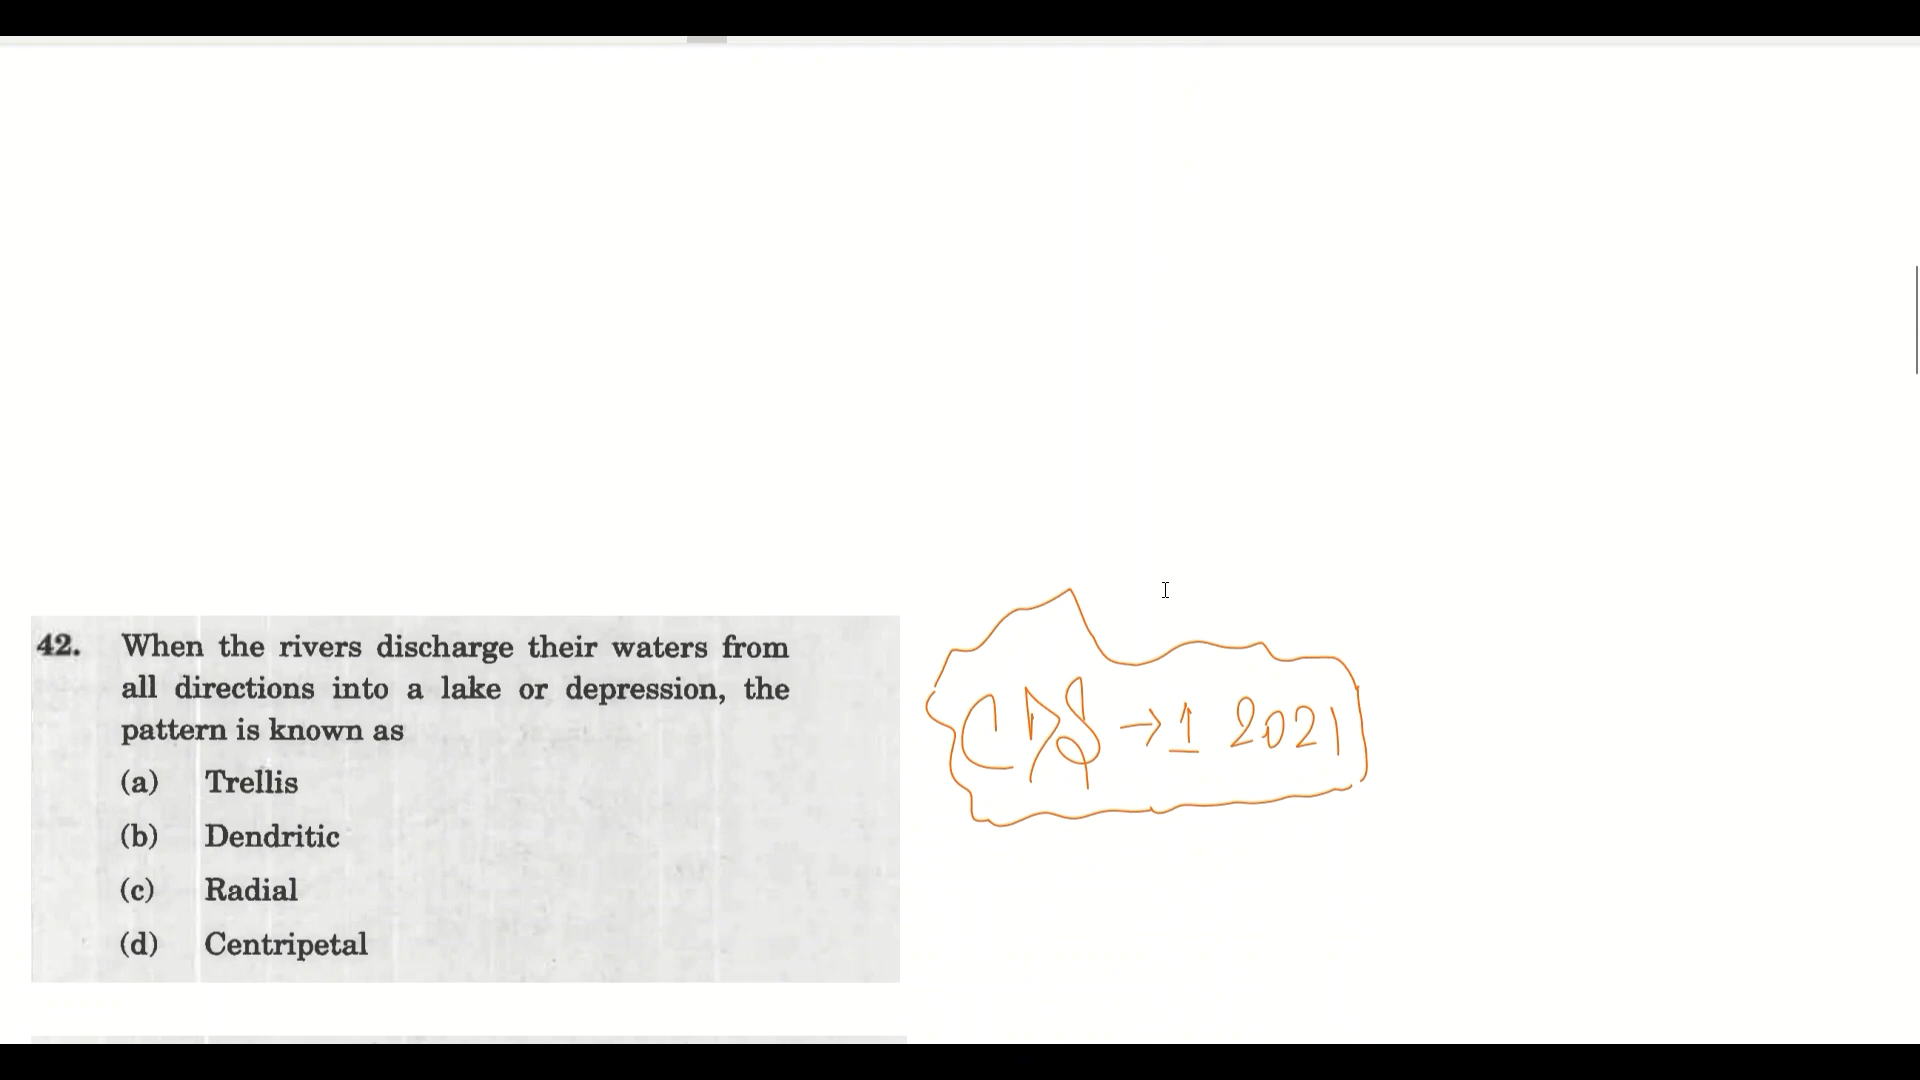 42. When the rivers discharge their waters from
all directions into a lake or depression, the
pattern is known as
(a) Trellis
(b) Dendritic
(c) Radial
(d) Centripetal
CDS → 1 2021